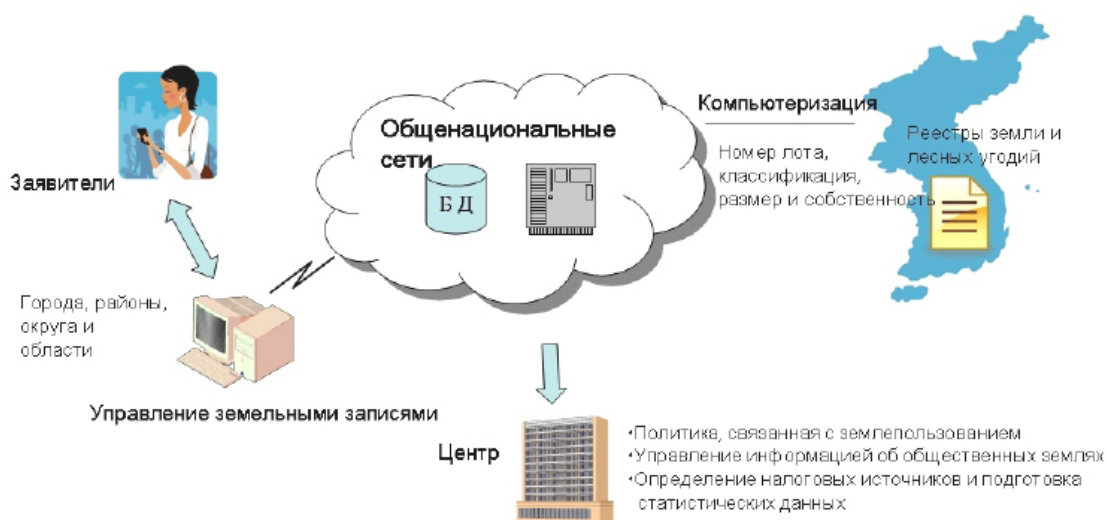 Заявители
Города, районы,
округа и
области
Управление земельными записями
Общенациональные
сети
БД
Компьютеризация
Номер лота,
классификация,
размер и собственность
Реестры земли и
лесных угодий
Центр
•Политика, связанная с землепользованием
•Управление информацией об общественных землях
•Определение налоговых источников и подготовка
статистических данных